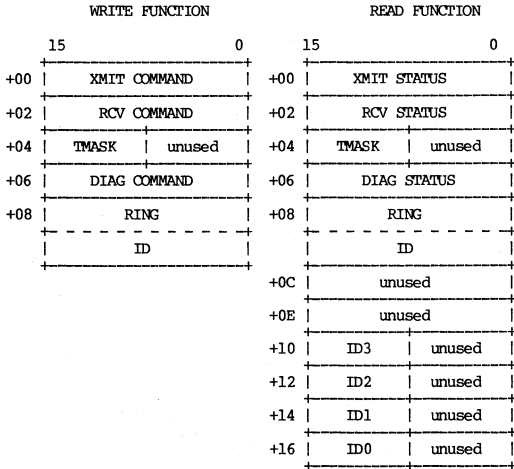 WRITE FUNCTION READ FUNCTION
15 0 15 0
+00 XMIT COMMAND +00 XMIT STATUS
+02 RCV COMMAND +02 RCV STATUS
+04 TMASK unused +04 TMASK unused
+06 DIAG COMMAND +06 DIAG STATUS
+08 RING +08 RING
ID ID
+0C unused
+0E unused
+10 ID3 unused
+12 ID2 unused
+14 ID1 unused
+16 ID0 unused